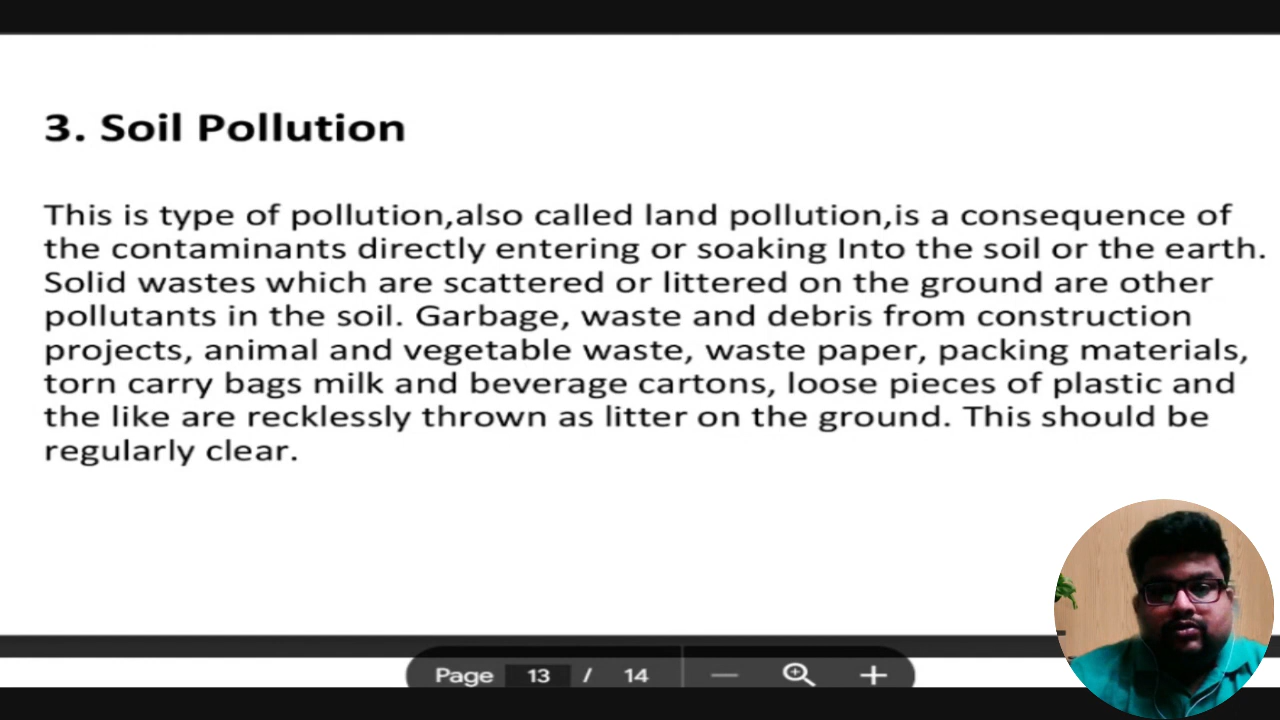 3. Soil Pollution
This is type of pollution,also called land pollution,is a consequence of
the contaminants directly entering or soaking Into the soil or the earth.
Solid wastes which are scattered or littered on the ground are other
pollutants in the soil. Garbage, waste and debris from construction
projects, animal and vegetable waste, waste paper, packing materials,
torn carry bags milk and beverage cartons, loose pieces of plastic and
the like are recklessly thrown as litter on the ground. This should be
regularly clear.
Page 13 / 14